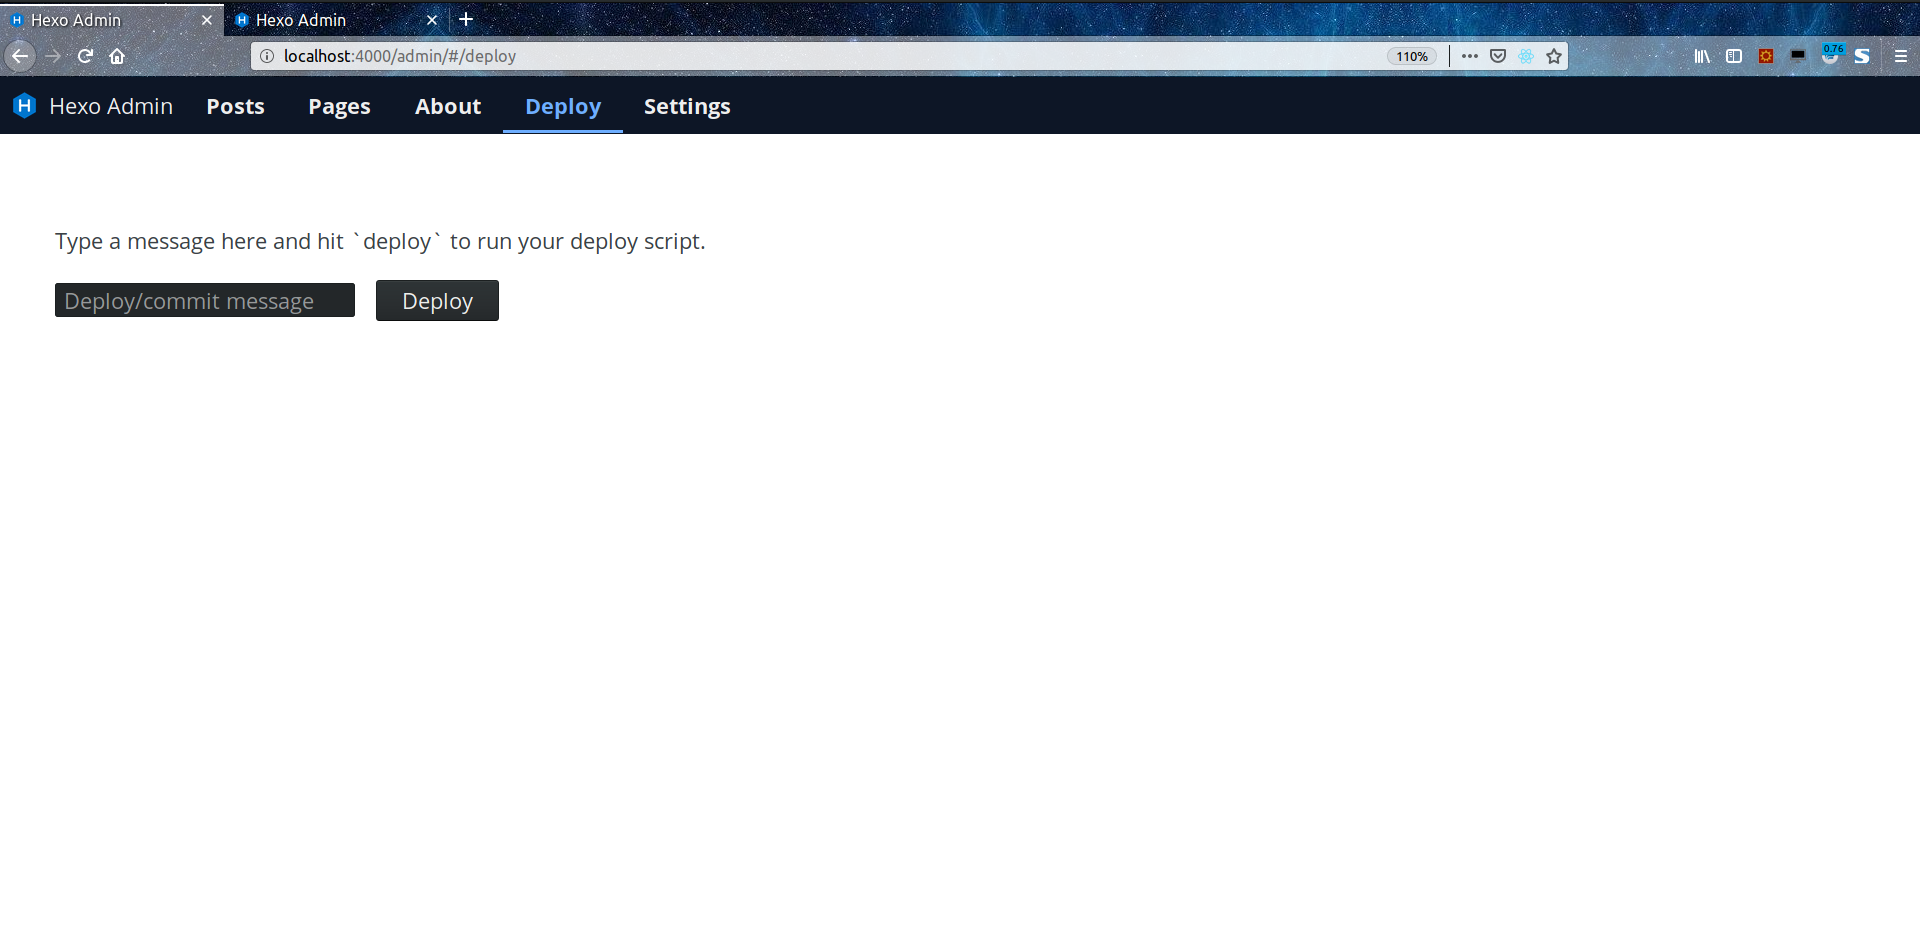 Hexo Admin
Hexo Admin
localhost:4000/admin/#/deploy
110%
0.76
S
H Hexo Admin Posts Pages About Deploy Settings
Type a message here and hit `deploy` to run your deploy script.
Deploy/commit message Deploy